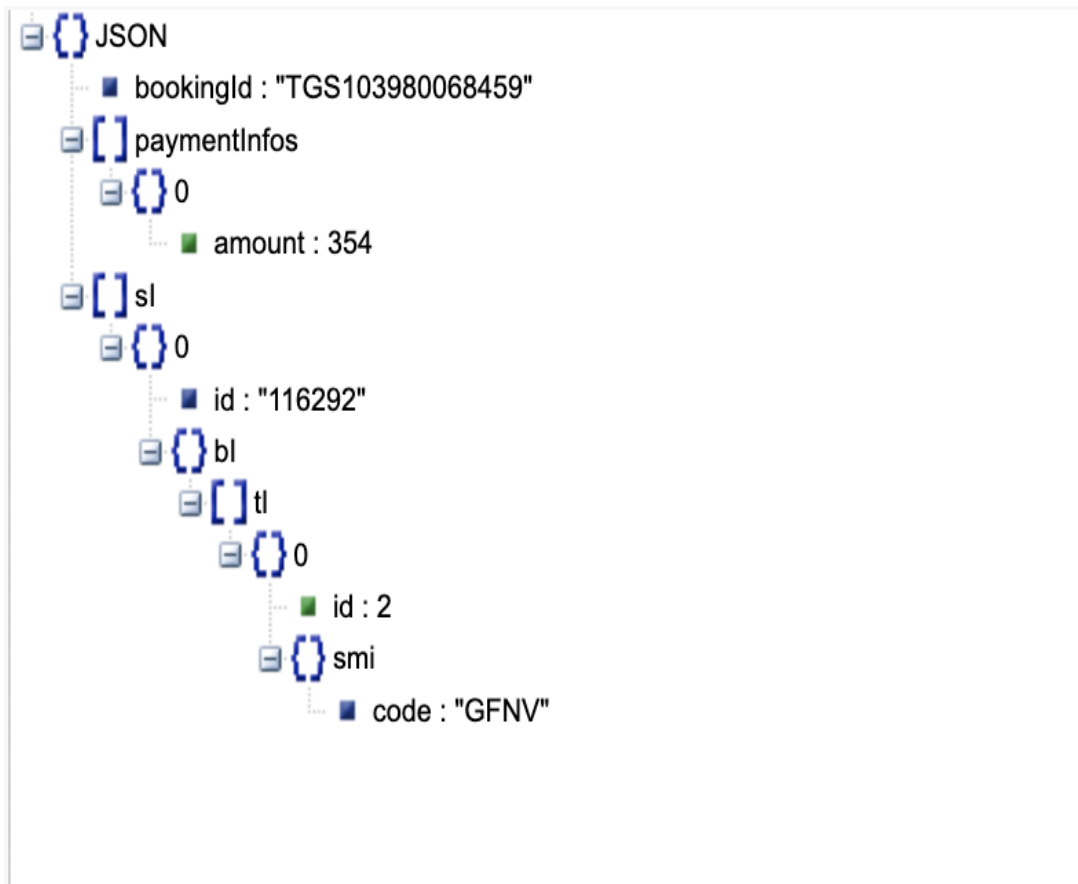 JSON
bookingId : "TGS103980068459"
paymentInfos
0
amount : 354
sl
0
id : "116292"
bl
tl
0
id : 2
smi
code : "GFNV"